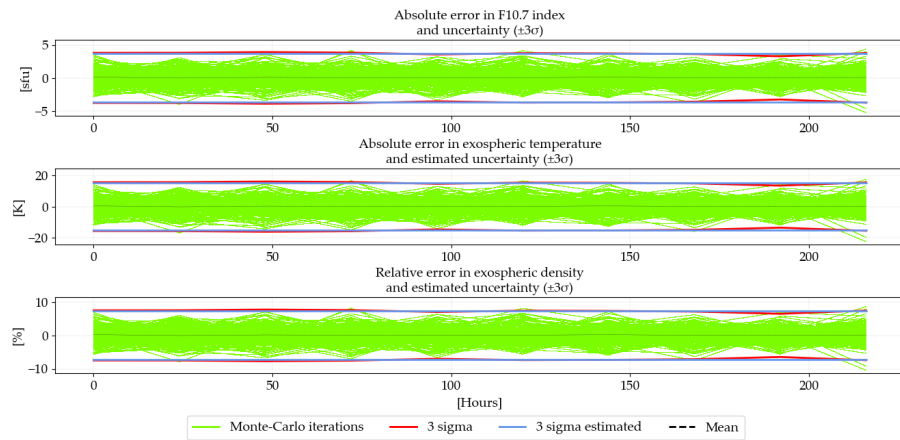 Absolute error in F10.7 index
and uncertainty (±3σ)
5
0
−5
[sfu]
0
50
100
150
200
Absolute error in exospheric temperature
and estimated uncertainty (±3σ)
20
0
−20
[K]
0
50
100
150
200
Relative error in exospheric density
and estimated uncertainty (±3σ)
10
0
−10
[%]
0
50
100
150
200
[Hours]
Monte-Carlo iterations
3 sigma
3 sigma estimated
Mean